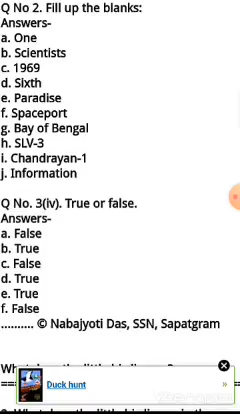 Q No 2. Fill up the blanks:
Answers-
a. One
b. Scientists
c. 1969
d. Sixth
e. Paradise
f. Spaceport
g. Bay of Bengal
h. SLV-3
i. Chandrayan-1
j. Information
Q No. 3(iv). True or false.
Answers-
a. False
b. True
c. False
d. True
e. True
f. False
.......... © Nabajyoti Das, SSN, Sapatgram
Duck hunt
»